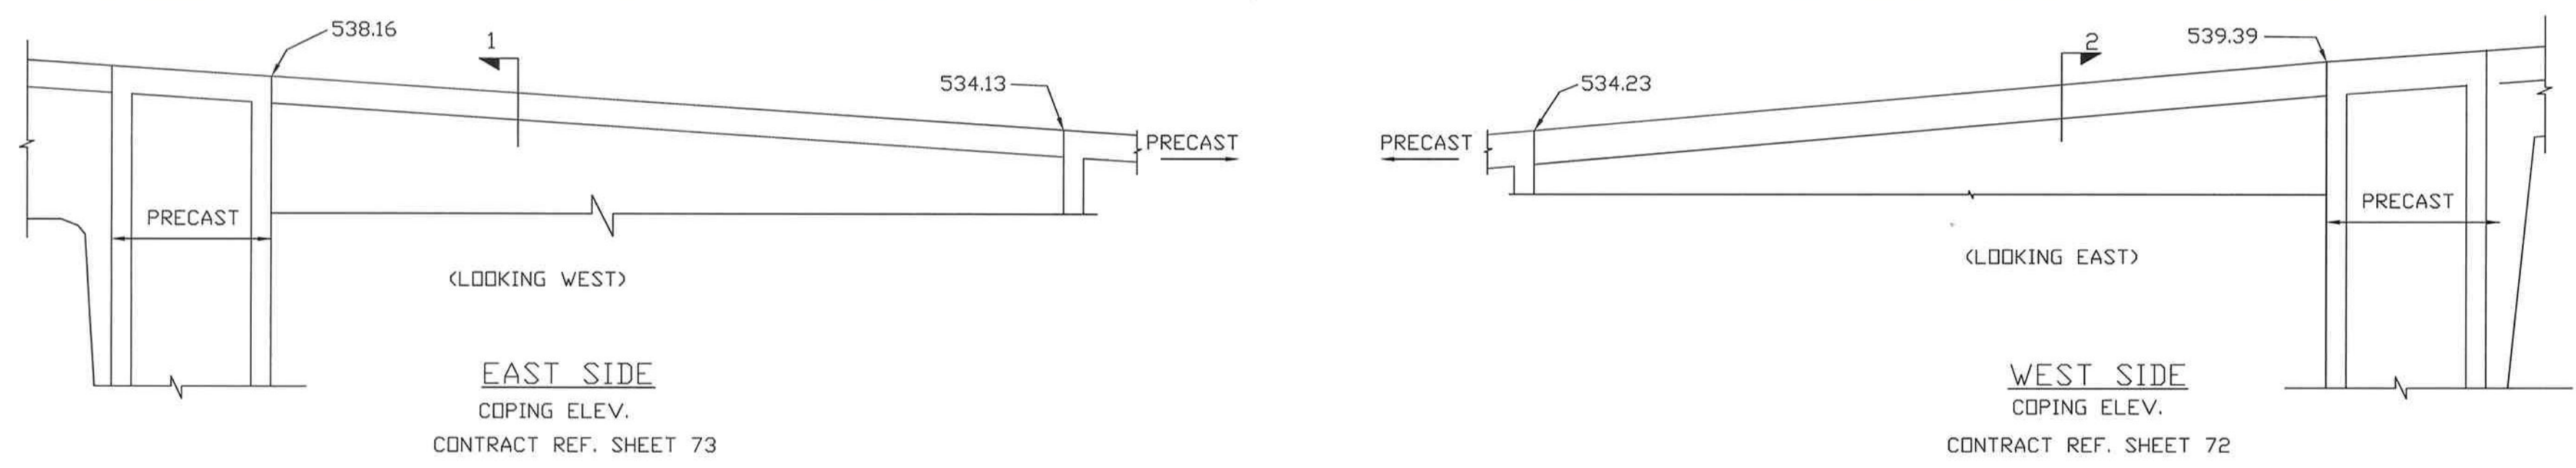 538.16
1
534.13
PRECAST
PRECAST
(LOOKING WEST)
EAST SIDE
COPING ELEV.
CONTRACT REF. SHEET 73
534.23
2
539.39
PRECAST
PRECAST
(LOOKING EAST)
WEST SIDE
COPING ELEV.
CONTRACT REF. SHEET 72